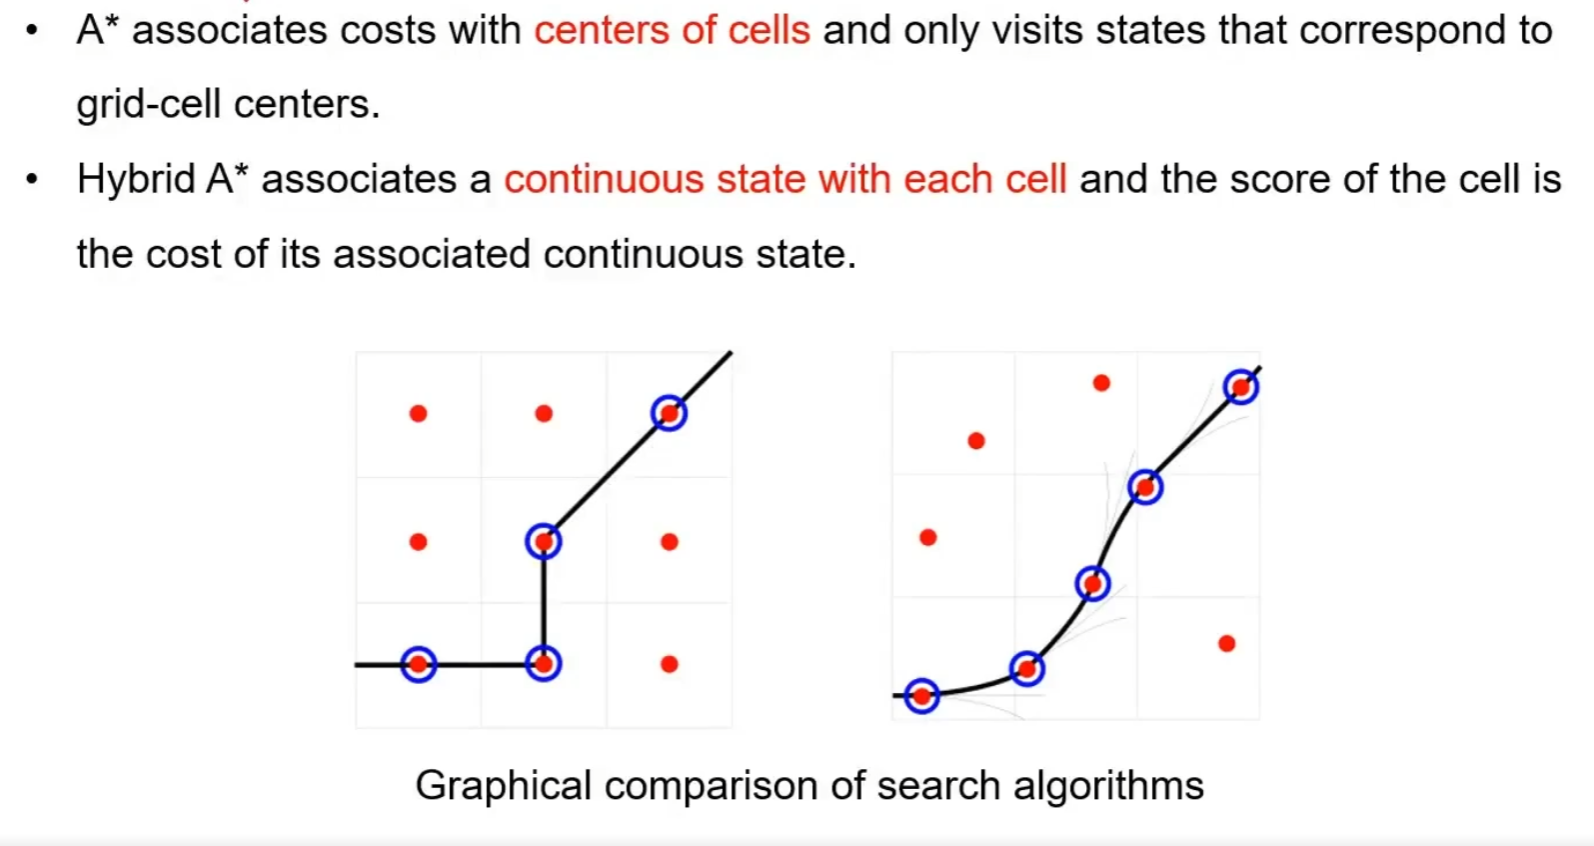 • A* associates costs with centers of cells and only visits states that correspond to
grid-cell centers.
• Hybrid A* associates a continuous state with each cell and the score of the cell is
the cost of its associated continuous state.
Graphical comparison of search algorithms